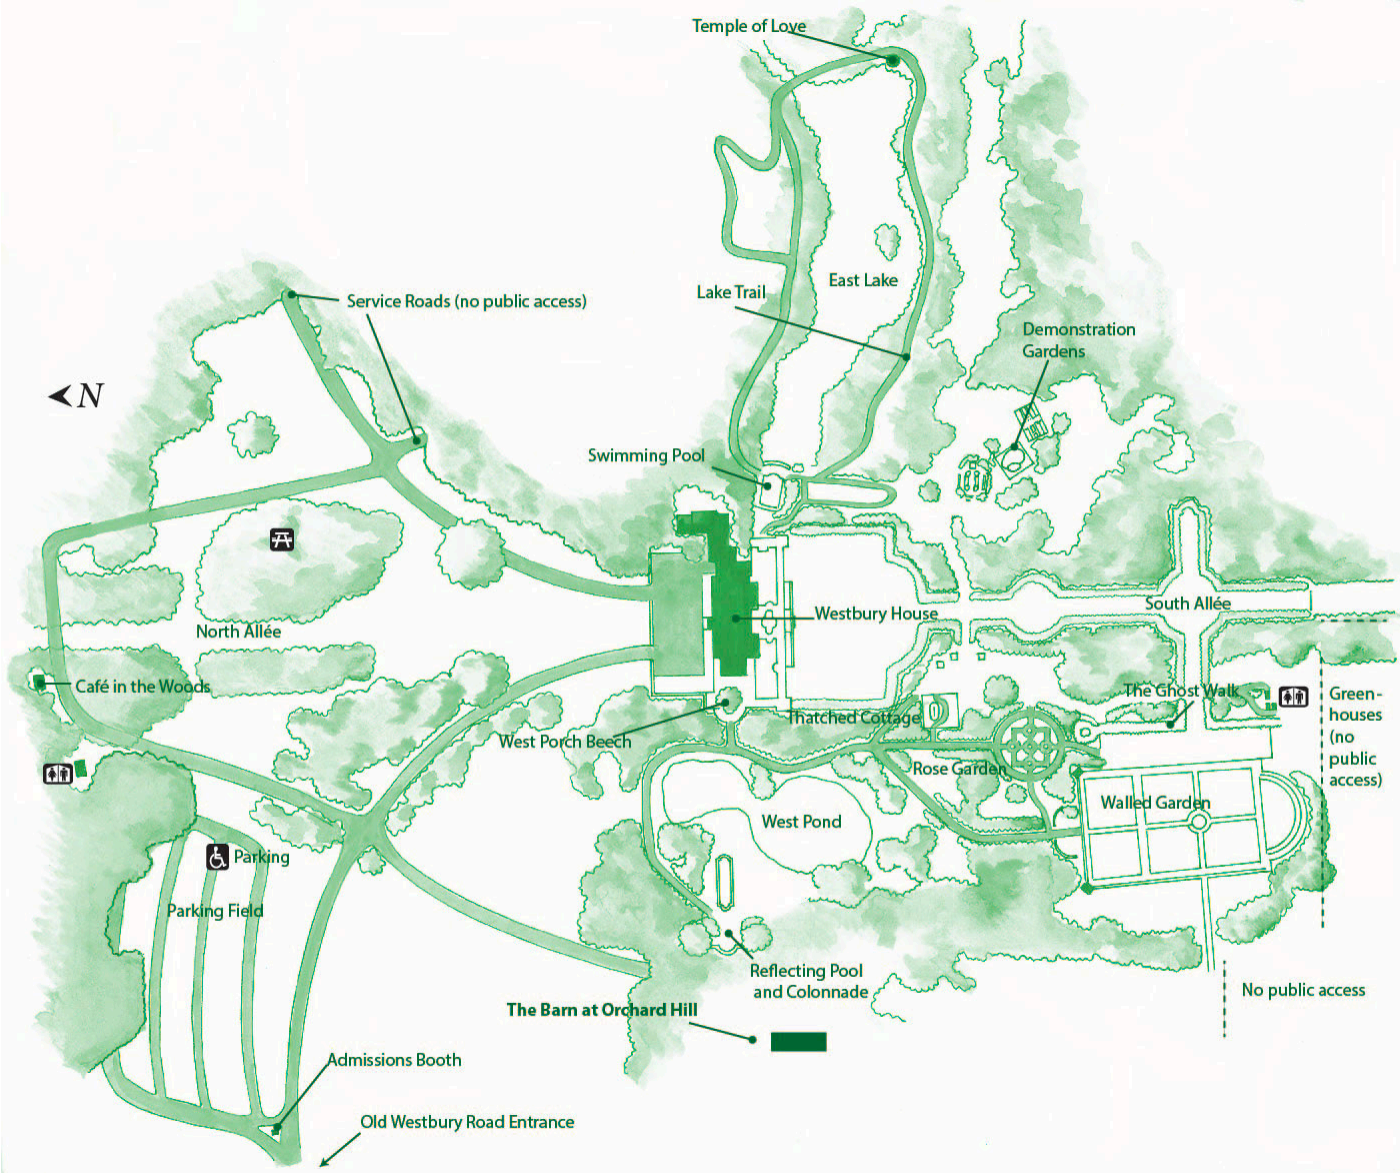 Temple of Love
East Lake
Lake Trail
Service Roads (no public access)
Demonstration
Gardens
N
Swimming Pool
South Allée
Westbury House
North Allée
Café in the Woods
The Ghost Walk
Green-
houses
(no
public
access)
Thatched Cottage
West Porch Beech
Rose Garden
Walled Garden
West Pond
Parking
Parking Field
Reflecting Pool
and Colonnade
No public access
The Barn at Orchard Hill
Admissions Booth
Old Westbury Road Entrance